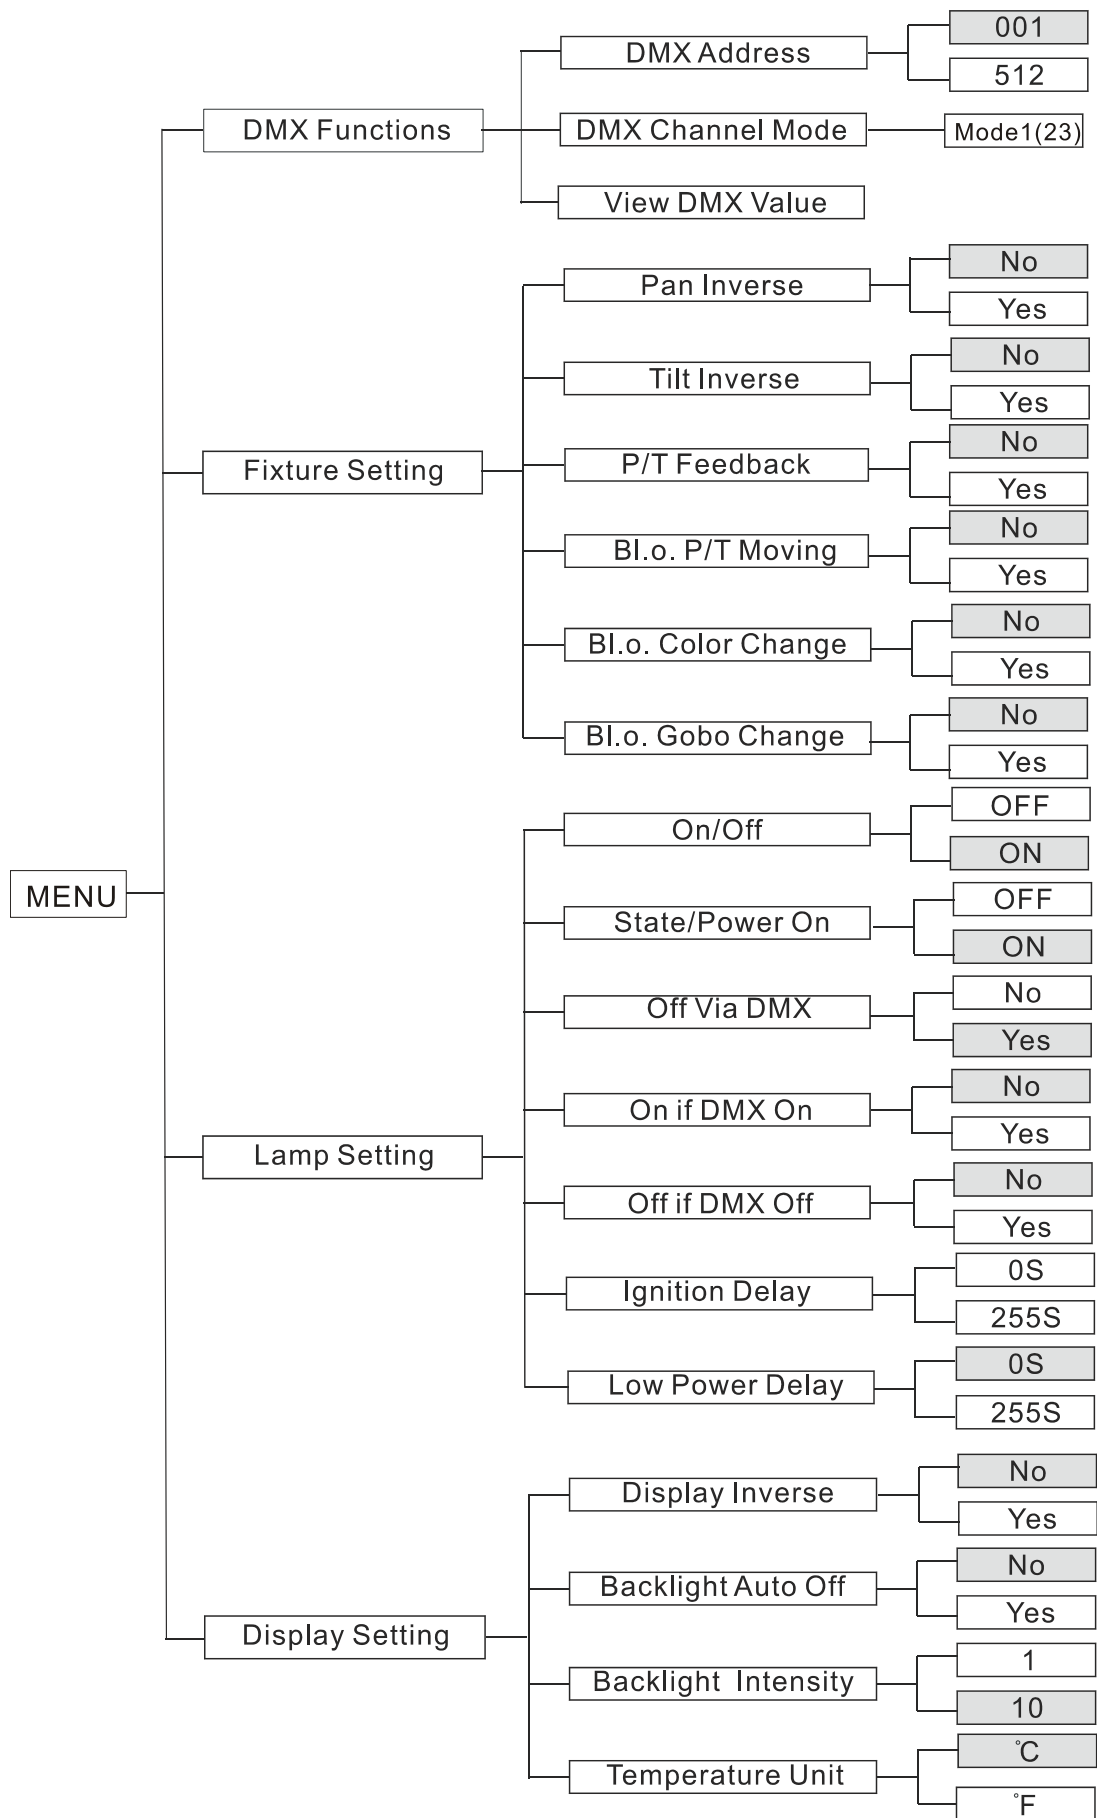 MENU
DMX Functions
DMX Address
001
512
DMX Channel Mode
Mode1(23)
View DMX Value
Fixture Setting
Pan Inverse
No
Yes
Tilt Inverse
No
Yes
P/T Feedback
No
Yes
Bl.o. P/T Moving
No
Yes
Bl.o. Color Change
No
Yes
Bl.o. Gobo Change
No
Yes
Lamp Setting
On/Off
OFF
ON
State/Power On
OFF
ON
Off Via DMX
No
Yes
On if DMX On
No
Yes
Off if DMX Off
No
Yes
Ignition Delay
0S
255S
Low Power Delay
0S
255S
Display Setting
Display Inverse
No
Yes
Backlight Auto Off
No
Yes
Backlight Intensity
1
10
Temperature Unit
°C
°F